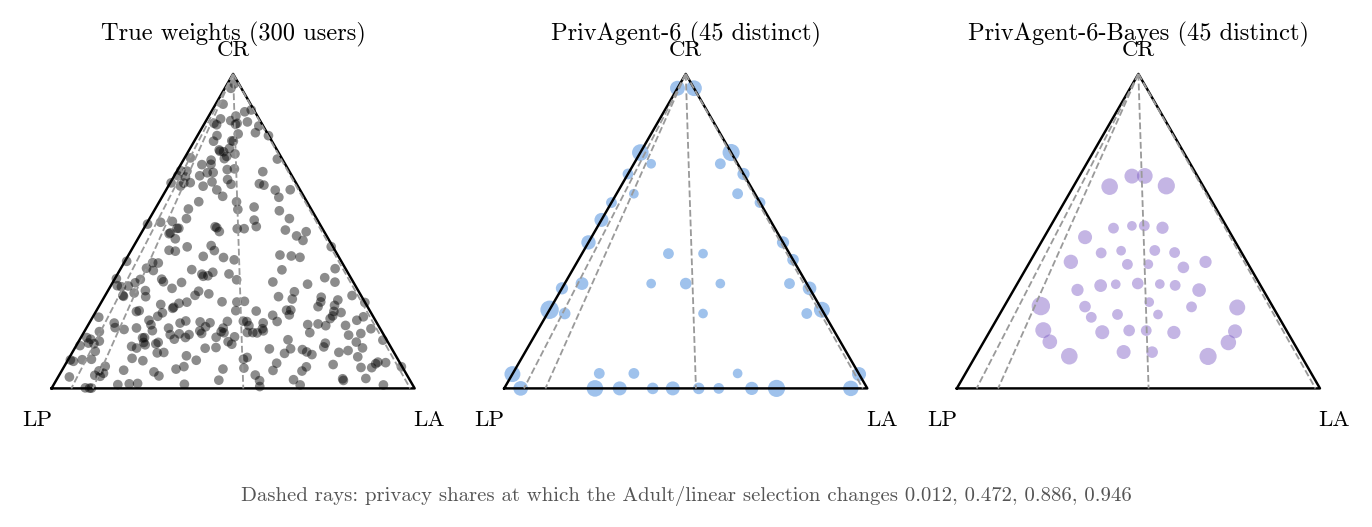 True weights (300 users)
CR
LP
LA
PrivAgent-6 (45 distinct)
CR
LP
LA
PrivAgent-6-Bayes (45 distinct)
CR
LP
LA
Dashed rays: privacy shares at which the Adult/linear selection changes 0.012, 0.472, 0.886, 0.946